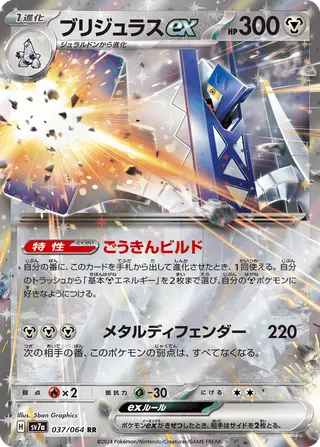 1進化 ブリジュラスex HP300
ジュラルドンから進化
特性 ごうきんビルド
自分の番に、このカードを手札から出して進化させたとき、1回使える。自分
のトラッシュから「基本エネルギー」を2枚まで選び、自分の
好きなようにつける。
メタルディフェンダー 220
次の相手の番、このポケモンの弱点は、すべてなくなる。
弱点 ×2 抵抗力 -30 にげる
Illus. 5ban Graphics
H sv7a 037/064 RR
exルール
ポケモンexがきぜつしたとき、相手はサイドを2枚とる。
©2024 Pokémon/Nintendo/Creatures/GAME FREAK.